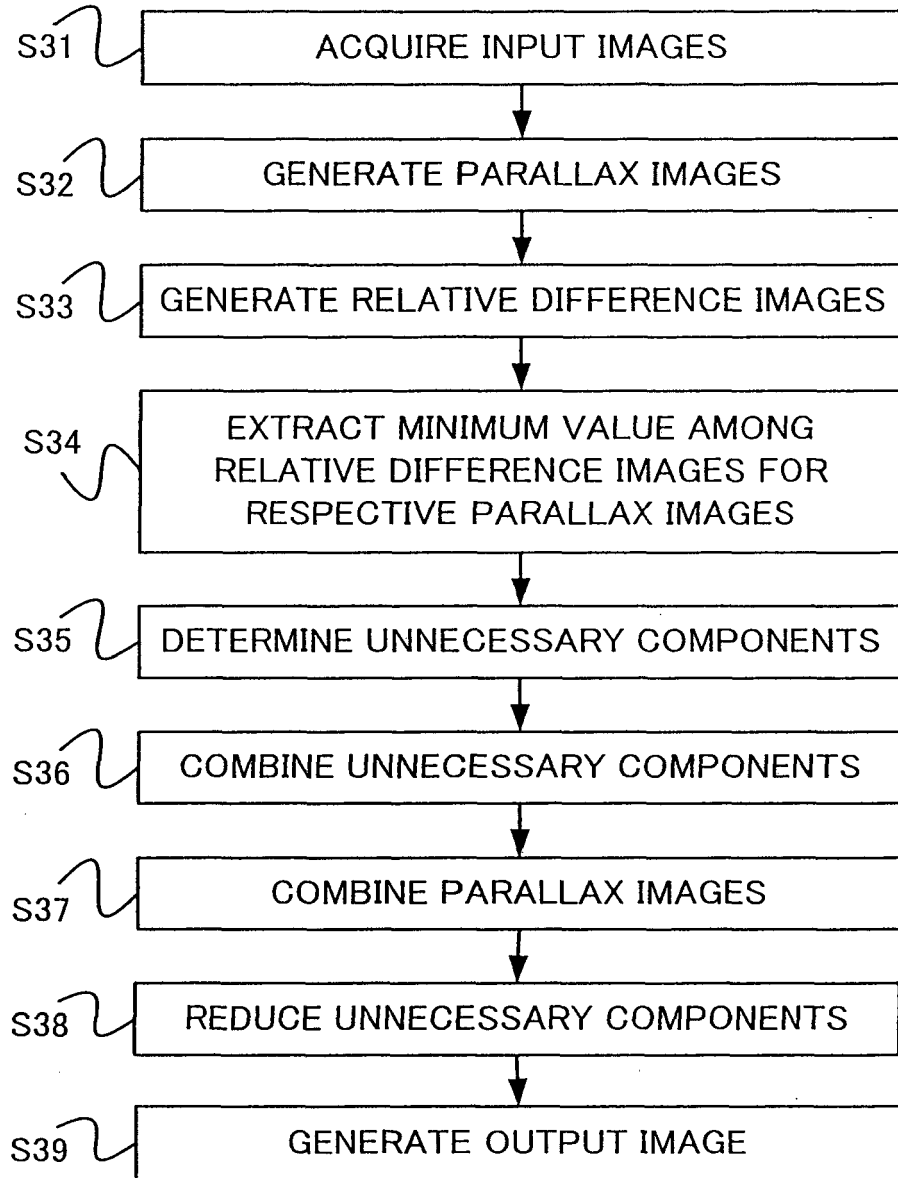 S31
ACQUIRE INPUT IMAGES
S32
GENERATE PARALLAX IMAGES
S33
GENERATE RELATIVE DIFFERENCE IMAGES
S34
EXTRACT MINIMUM VALUE AMONG
RELATIVE DIFFERENCE IMAGES FOR
RESPECTIVE PARALLAX IMAGES
S35
DETERMINE UNNECESSARY COMPONENTS
S36
COMBINE UNNECESSARY COMPONENTS
S37
COMBINE PARALLAX IMAGES
S38
REDUCE UNNECESSARY COMPONENTS
S39
GENERATE OUTPUT IMAGE